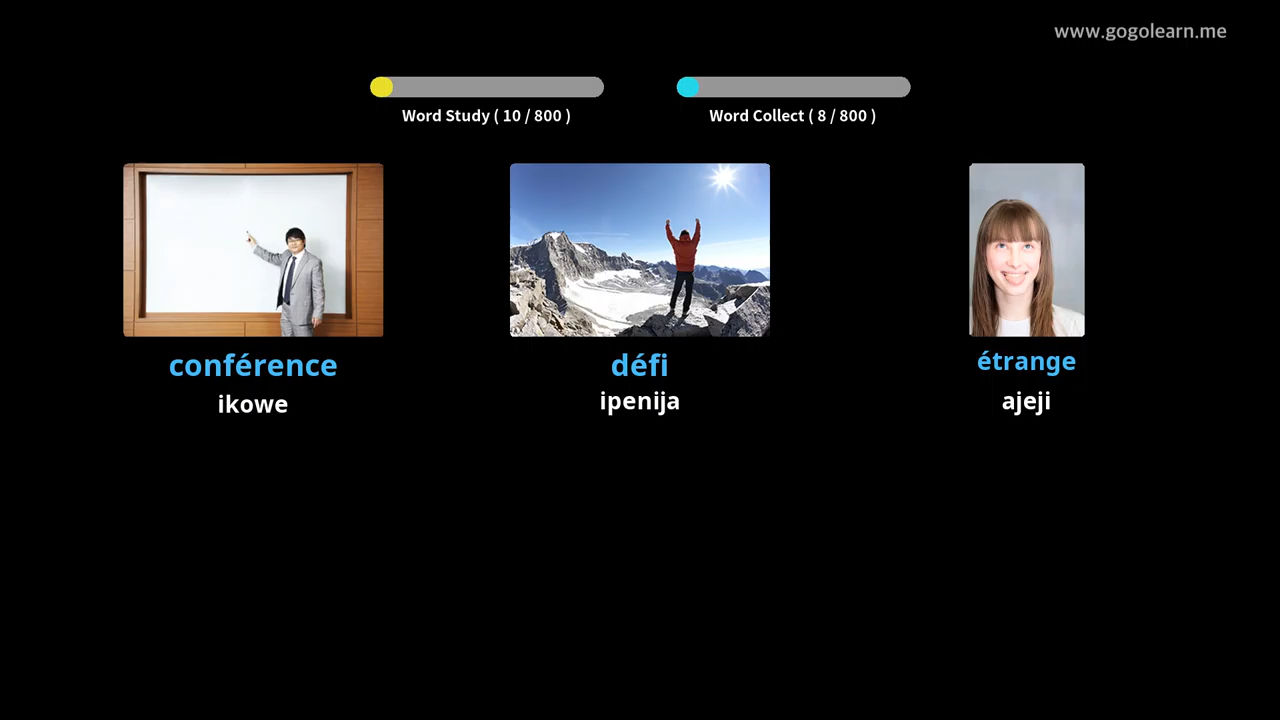 www.gogolearn.me
Word Study ( 10 / 800 )
Word Collect ( 8 / 800 )
conférence
ikowe
défi
ipenija
étrange
ajeji